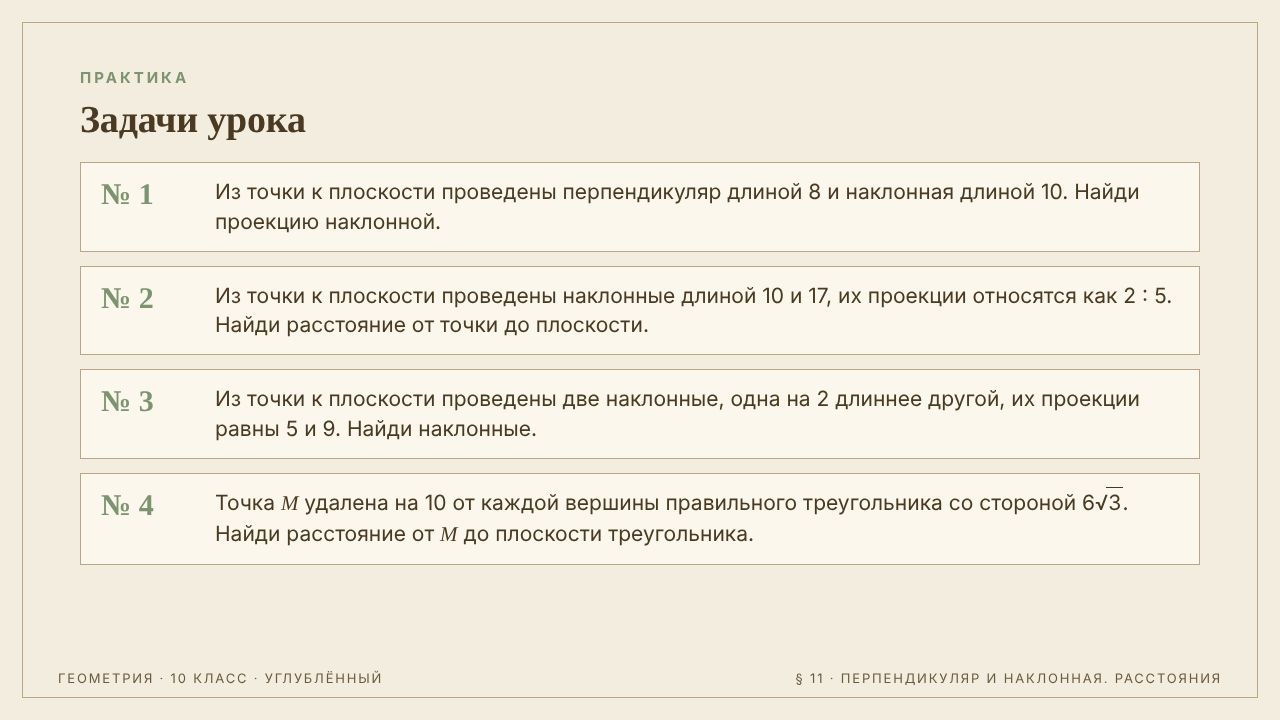 ПРАКТИКА
Задачи урока
№ 1
Из точки к плоскости проведены перпендикуляр длиной 8 и наклонная длиной 10. Найди
проекцию наклонной.
№ 2
Из точки к плоскости проведены наклонные длиной 10 и 17, их проекции относятся как 2 : 5.
Найди расстояние от точки до плоскости.
№ 3
Из точки к плоскости проведены две наклонные, одна на 2 длиннее другой, их проекции
равны 5 и 9. Найди наклонные.
№ 4
Точка M удалена на 10 от каждой вершины правильного треугольника со стороной 6√3.
Найди расстояние от M до плоскости треугольника.
ГЕОМЕТРИЯ · 10 КЛАСС · УГЛУБЛЁННЫЙ
§ 11 · ПЕРПЕНДИКУЛЯР И НАКЛОННАЯ. РАССТОЯНИЯ